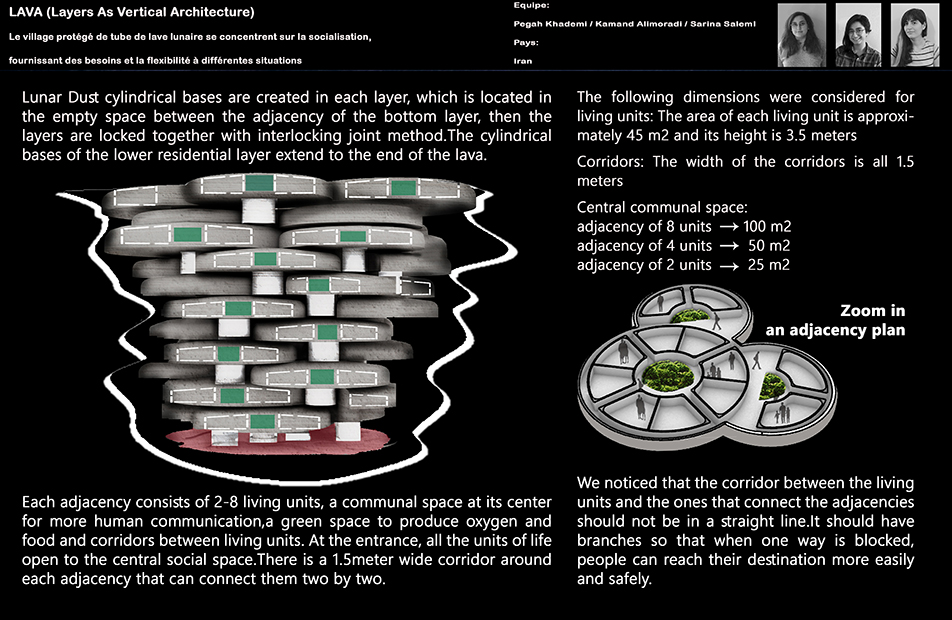 LAVA (Layers As Vertical Architecture)
Le village protégé de tube de lave lunaire se concentrent sur la socialisation,
fournissant des besoins et la flexibilité à différentes situations
Equipe:
Pegah Khademi / Kamand Alimoradi / Sarina Salemi
Pays:
Iran
Lunar Dust cylindrical bases are created in each layer, which is located in
the empty space between the adjacency of the bottom layer, then the
layers are locked together with interlocking joint method.The cylindrical
bases of the lower residential layer extend to the end of the lava.
Each adjacency consists of 2-8 living units, a communal space at its center
for more human communication,a green space to produce oxygen and
food and corridors between living units. At the entrance, all the units of life
open to the central social space.There is a 1.5meter wide corridor around
each adjacency that can connect them two by two.
The following dimensions were considered for
living units: The area of each living unit is approxi-
mately 45 m2 and its height is 3.5 meters
Corridors: The width of the corridors is all 1.5
meters
Central communal space:
adjacency of 8 units → 100 m2
adjacency of 4 units → 50 m2
adjacency of 2 units → 25 m2
Zoom in
an adjacency plan
We noticed that the corridor between the living
units and the ones that connect the adjacencies
should not be in a straight line.It should have
branches so that when one way is blocked,
people can reach their destination more easily
and safely.